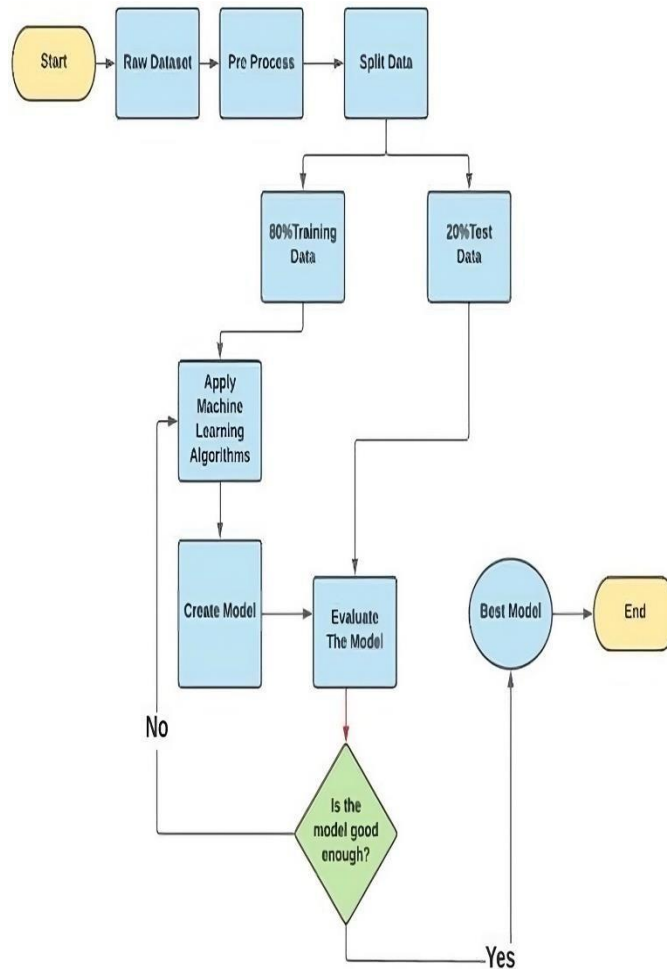 Start
Raw Dataset
Pre Process
Split Data
80%Training
Data
20%Test
Data
Apply
Machine
Learning
Algorithms
Create Model
Evaluate
The Model
Best Model
End
No
Is the
model good
enough?
Yes